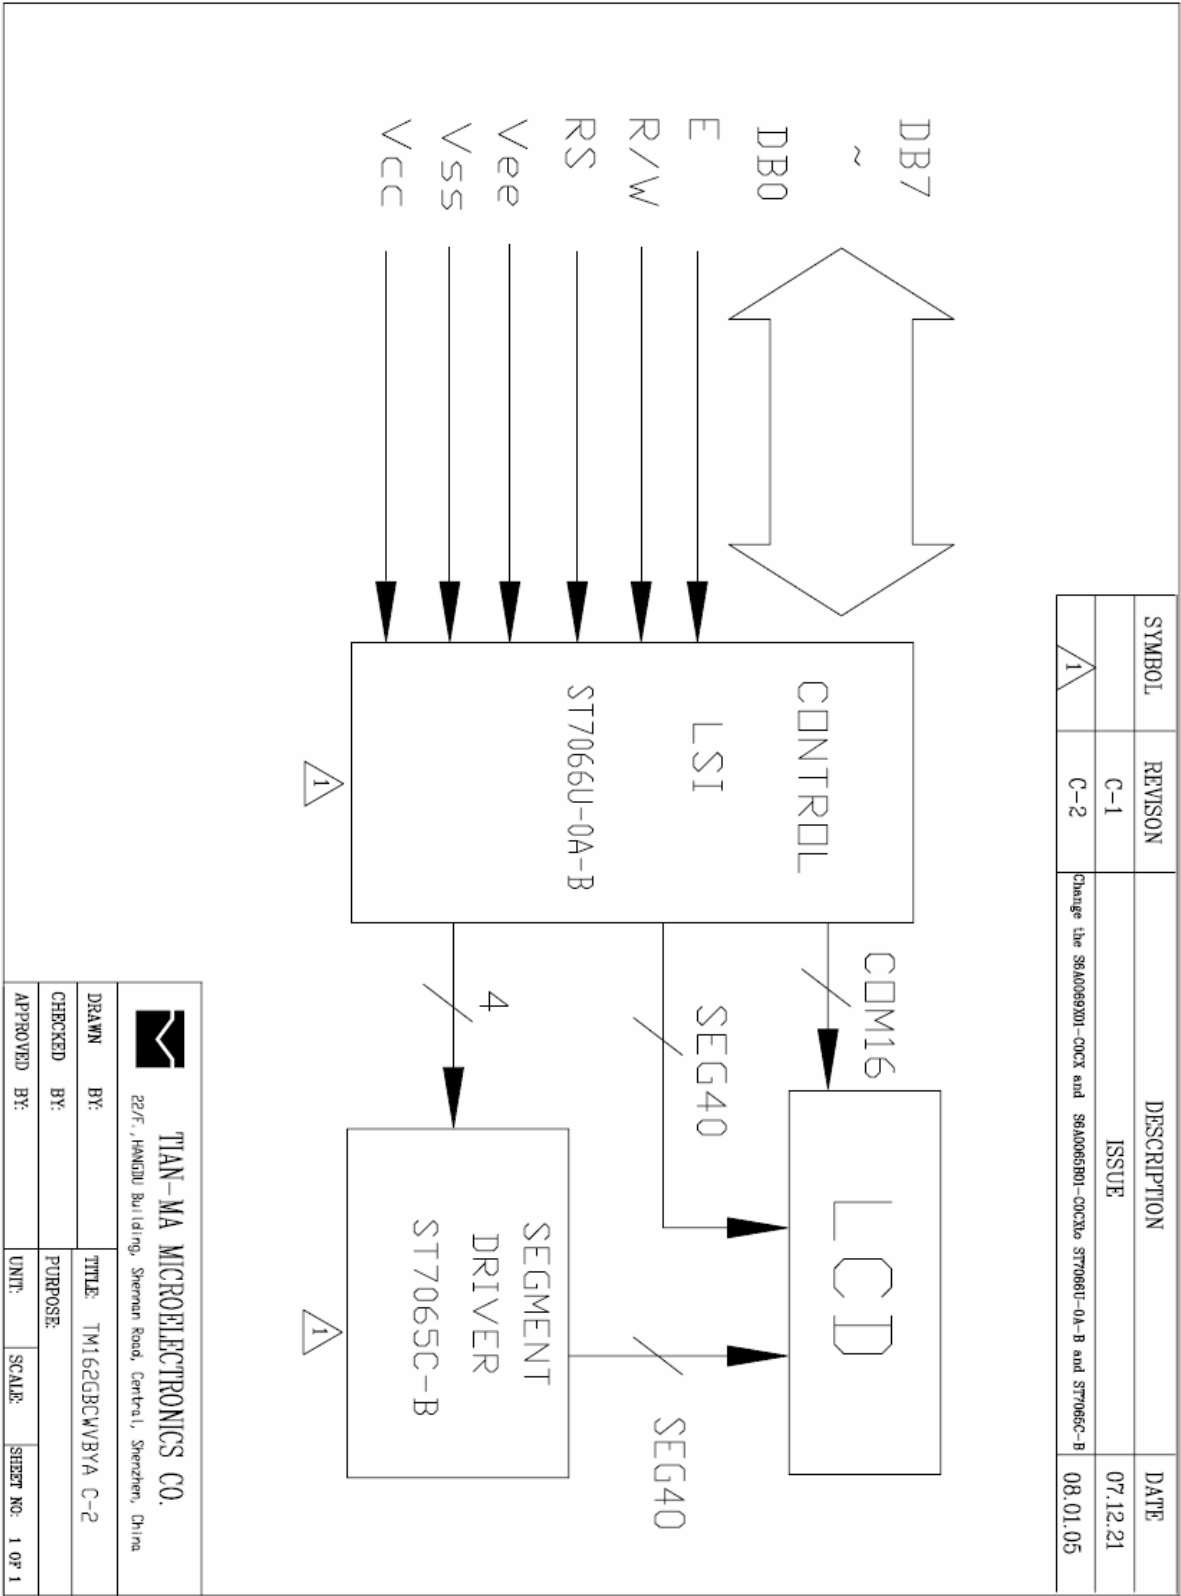 SYMBOL REVISON DESCRIPTION DATE
C-1 ISSUE 07.12.21
1 C-2 Change the S6A0069X01-C0CX and S6A0065B01-C0CXto ST7066U-0A-B and ST7065C-B 08.01.05
DB7
~
DB0
E
R/W
RS
Vee
Vss
Vcc
CONTROL
LSI
ST7066U-0A-B
1
COM16
SEG40
4
LCD
SEGMENT
DRIVER
ST7065C-B
1
SEG40
TIAN-MA MICROELECTRONICS CO.
22/F., HANGDU Building, Shennan Road, Central, Shenzhen, China
DRAWN BY: TITLE: TM162GBCWVBYA C-2
CHECKED BY: PURPOSE:
APPROVED BY: UNIT: SCALE: SHEET NO: 1 OF 1